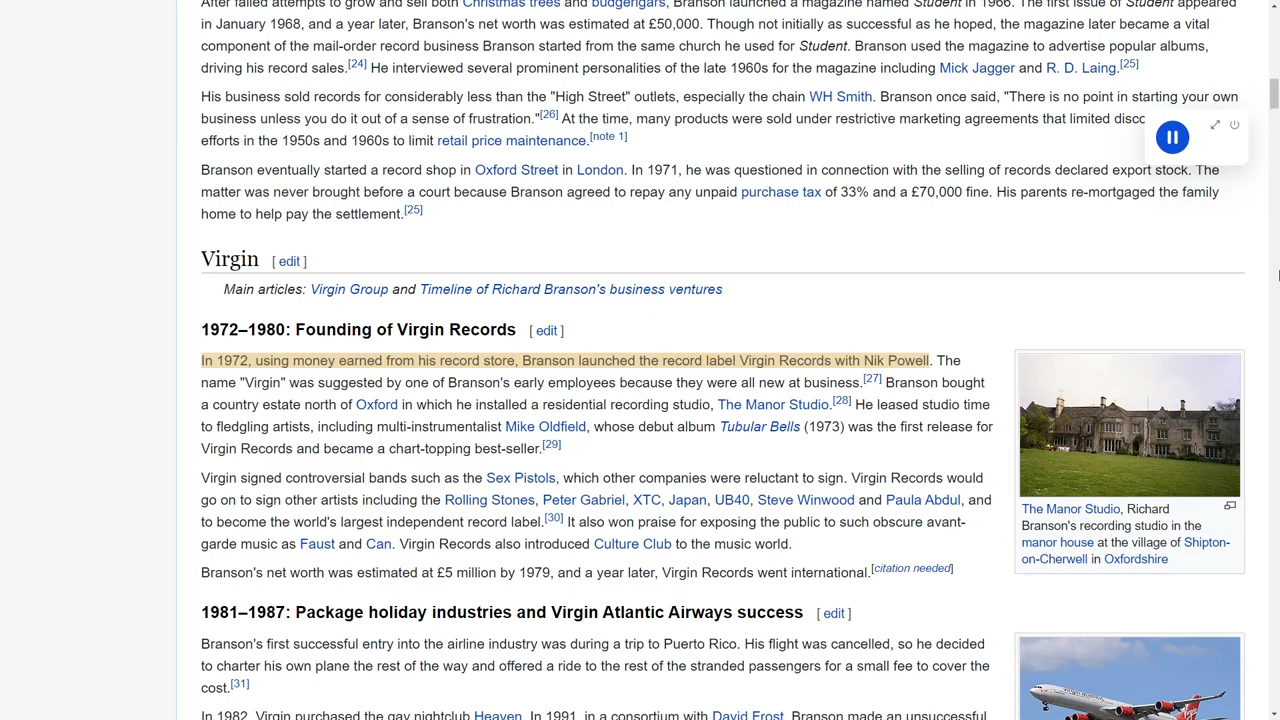 After failed attempts to grow and sell both Christmas trees and budgerigars, Branson launched a magazine named Student in 1966. The first issue of Student appeared
in January 1968, and a year later, Branson's net worth was estimated at £50,000. Though not initially as successful as he hoped, the magazine later became a vital
component of the mail-order record business Branson started from the same church he used for Student. Branson used the magazine to advertise popular albums,
driving his record sales.[24] He interviewed several prominent personalities of the late 1960s for the magazine including Mick Jagger and R. D. Laing.[25]
His business sold records for considerably less than the "High Street" outlets, especially the chain WH Smith. Branson once said, "There is no point in starting your own
business unless you do it out of a sense of frustration."[26] At the time, many products were sold under restrictive marketing agreements that limited
efforts in the 1950s and 1960s to limit retail price maintenance.[note 1]
Branson eventually started a record shop in Oxford Street in London. In 1971, he was questioned in connection with the selling of records declared export stock. The
matter was never brought before a court because Branson agreed to repay any unpaid purchase tax of 33% and a £70,000 fine. His parents re-mortgaged the family
home to help pay the settlement.[25]
Virgin [ edit ]
Main articles: Virgin Group and Timeline of Richard Branson's business ventures
1972–1980: Founding of Virgin Records [ edit ]
In 1972, using money earned from his record store, Branson launched the record label Virgin Records with Nik Powell. The
name "Virgin" was suggested by one of Branson's early employees because they were all new at business.[27] Branson bought
a country estate north of Oxford in which he installed a residential recording studio, The Manor Studio.[28] He leased studio time
to fledgling artists, including multi-instrumentalist Mike Oldfield, whose debut album Tubular Bells (1973) was the first release for
Virgin Records and became a chart-topping best-seller.[29]
Virgin signed controversial bands such as the Sex Pistols, which other companies were reluctant to sign. Virgin Records would
go on to sign other artists including the Rolling Stones, Peter Gabriel, XTC, Japan, UB40, Steve Winwood and Paula Abdul, and
to become the world's largest independent record label.[30] It also won praise for exposing the public to such obscure avant-
garde music as Faust and Can. Virgin Records also introduced Culture Club to the music world.
Branson's net worth was estimated at £5 million by 1979, and a year later, Virgin Records went international.[citation needed]
The Manor Studio, Richard
Branson's recording studio in the
manor house at the village of Shipton-
on-Cherwell in Oxfordshire
1981–1987: Package holiday industries and Virgin Atlantic Airways success [ edit ]
Branson's first successful entry into the airline industry was during a trip to Puerto Rico. His flight was cancelled, so he decided
to charter his own plane the rest of the way and offered a ride to the rest of the stranded passengers for a small fee to cover the
cost.[31]
In 1982, Virgin purchased the gay nightclub Heaven. In 1991, in a consortium with David Frost, Branson made an unsuccessful